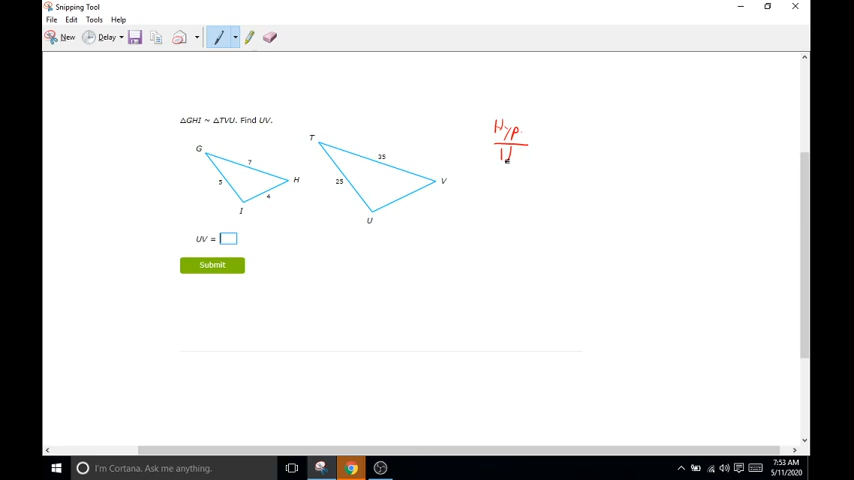 Snipping Tool
File Edit Tools Help
New Delay
△GHI ~ △TVU. Find UV.
Hyp.
T
G
7
35
H
V
5
25
4
I
U
UV =
Submit
I'm Cortana. Ask me anything.
7:53 AM
5/11/2020